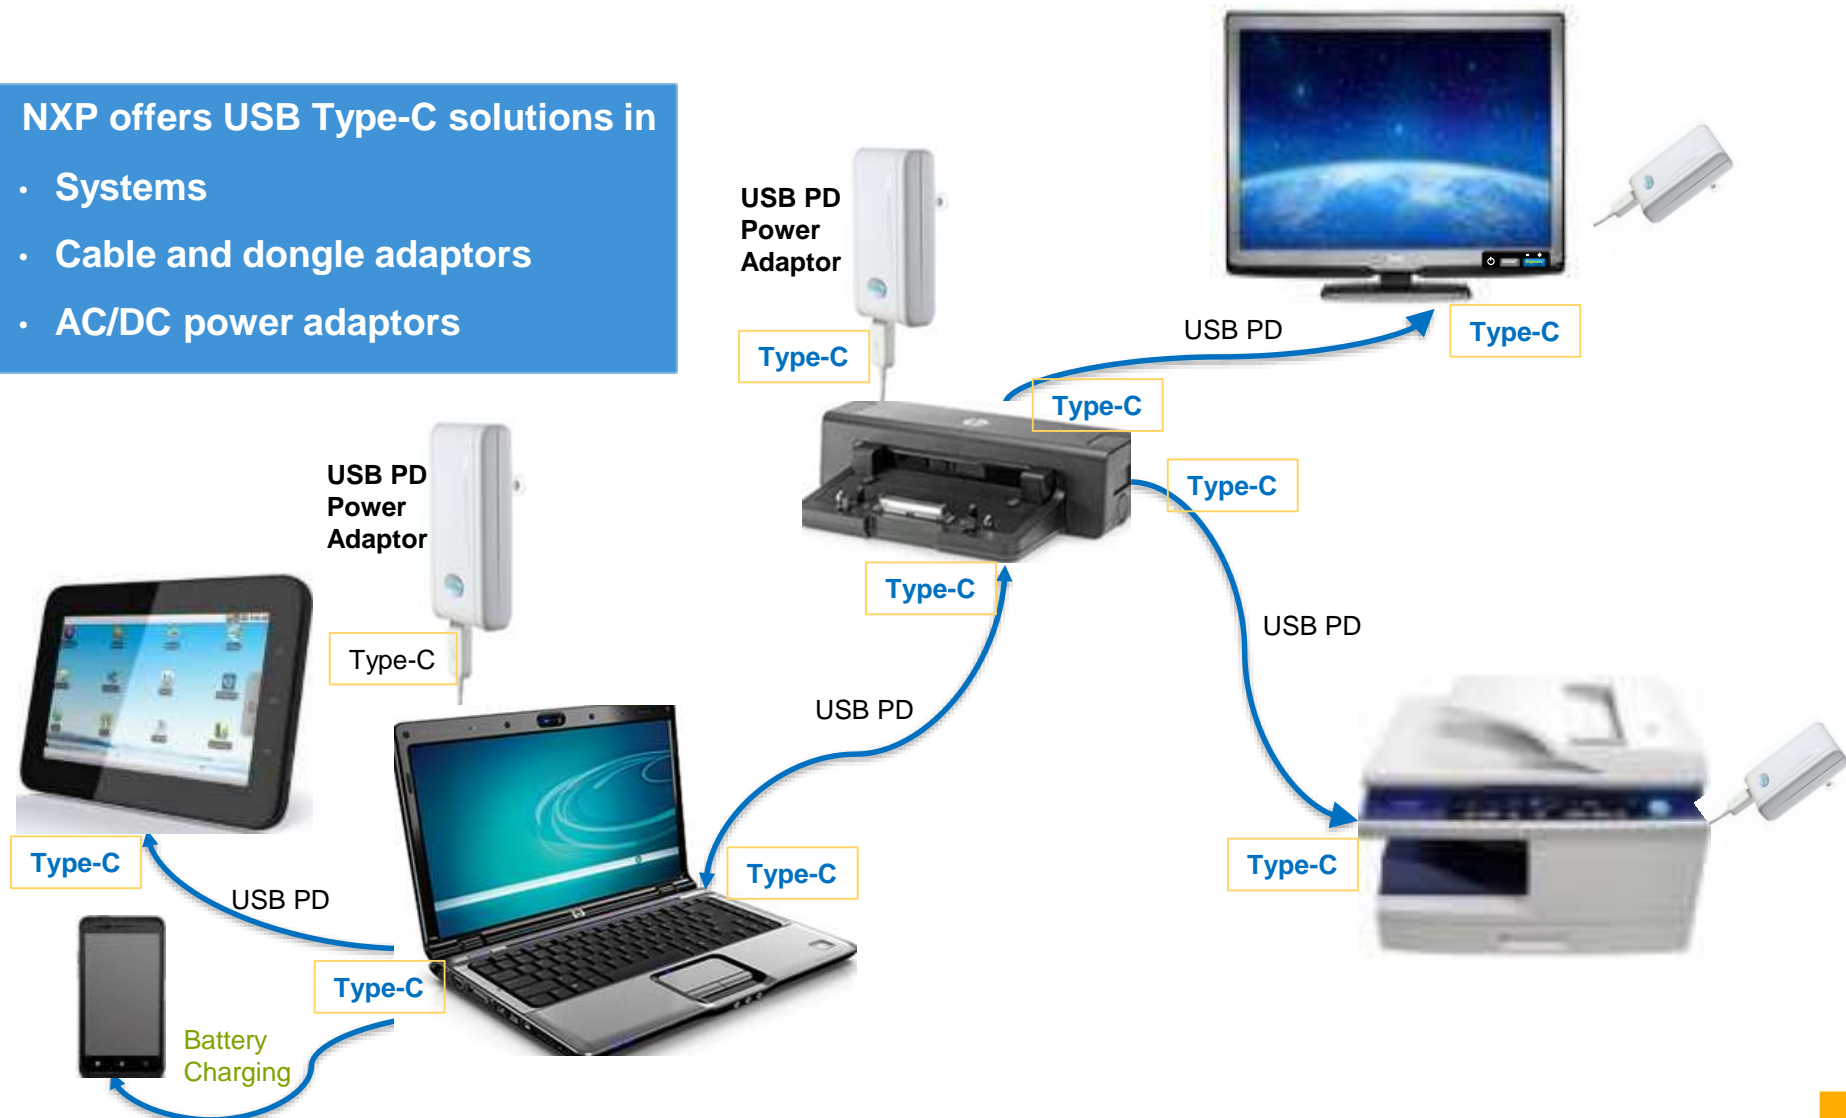 NXP offers USB Type-C solutions in
• Systems
• Cable and dongle adaptors
• AC/DC power adaptors
USB PD
Power
Adaptor
Type-C
USB PD
Type-C
Type-C
Type-C
USB PD
Power
Adaptor
Type-C
Type-C
USB PD
USB PD
Type-C
Type-C
Type-C
USB PD
Type-C
Battery
Charging